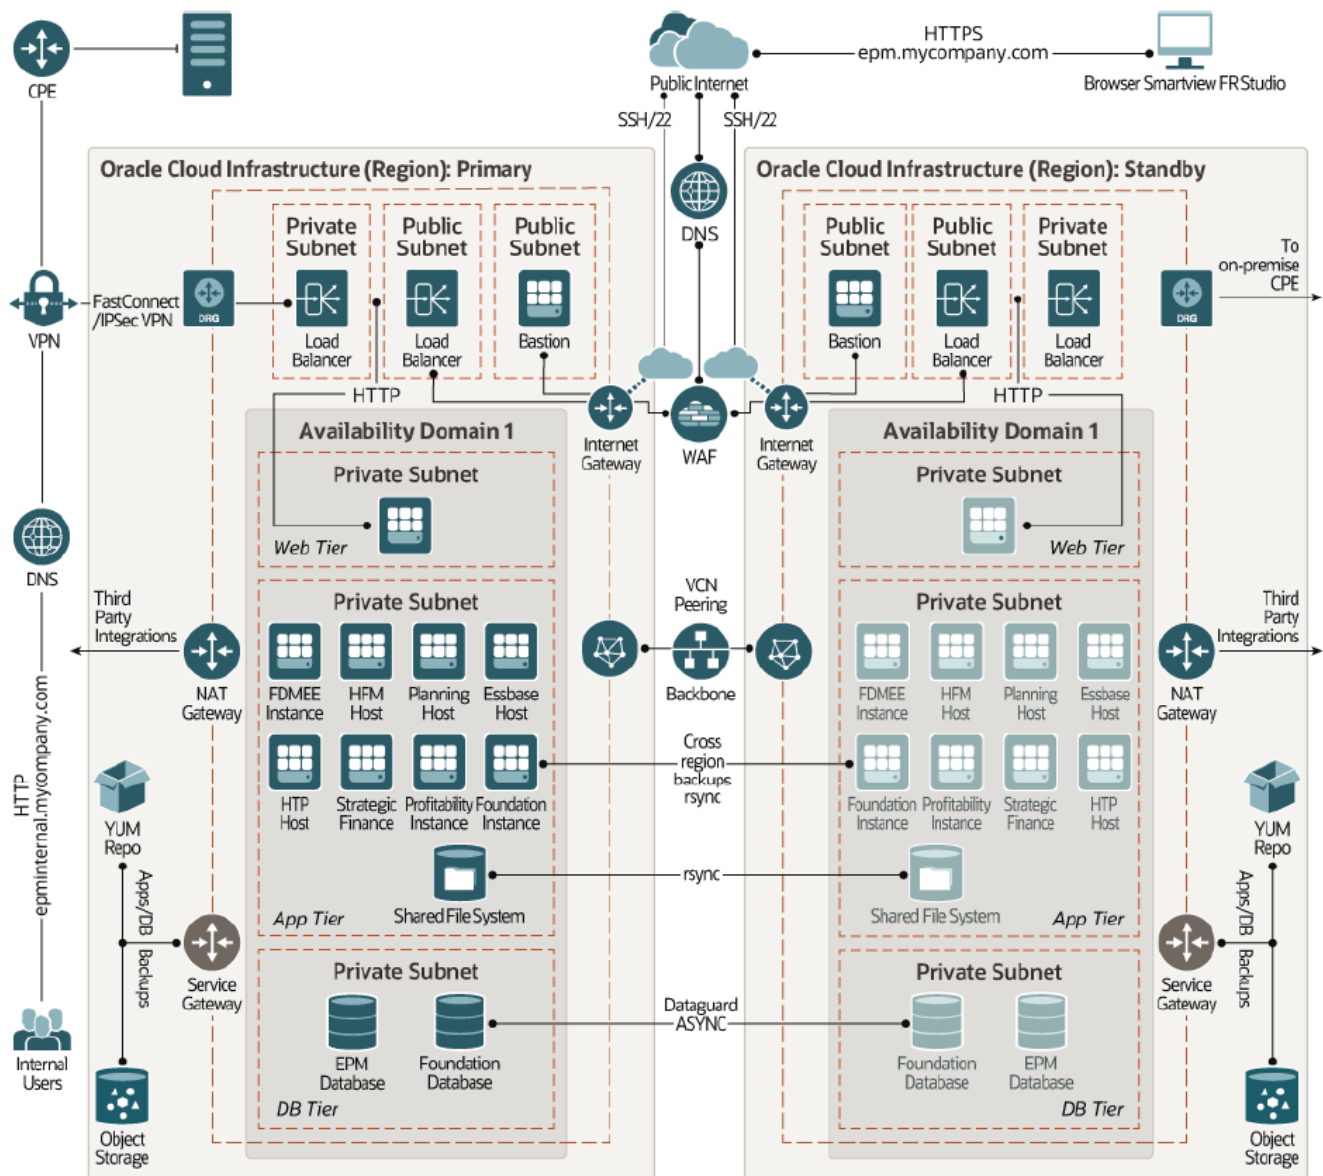 CPE
HTTPS
epm.mycompany.com
Public Internet
Browser Smartview FR Studio
SSH/22
SSH/22
Oracle Cloud Infrastructure (Region): Primary
Oracle Cloud Infrastructure (Region): Standby
DNS
Private
Subnet
Load
Balancer
Public
Subnet
Load
Balancer
Public
Subnet
Bastion
Public
Subnet
Bastion
Public
Subnet
Load
Balancer
Private
Subnet
Load
Balancer
To
on-premise
CPE
VPN
FastConnect
/IPSec VPN
DRG
DRG
HTTP
HTTP
Internet
Gateway
WAF
Internet
Gateway
Availability Domain 1
Private Subnet
Web Tier
Availability Domain 1
Private Subnet
Web Tier
DNS
Third
Party
Integrations
NAT
Gateway
Private Subnet
FDMEE
Instance
HFM
Host
Planning
Host
Essbase
Host
HTP
Host
Strategic
Finance
Profitability
Instance
Foundation
Instance
Shared File System
App Tier
VCN
Peering
Backbone
Cross
region
backups
rsync
rsync
Private Subnet
FDMEE
Instance
HFM
Host
Planning
Host
Essbase
Host
Foundation
Instance
Profitability
Instance
Strategic
Finance
HTP
Host
Shared File System
App Tier
Third
Party
Integrations
NAT
Gateway
HTTP
epminternal.myompany.com
YUM
Repo
Apps/DB
Backups
Service
Gateway
Object
Storage
Internal
Users
Private Subnet
EPM
Database
Foundation
Database
DB Tier
Dataguard
ASYNC
Private Subnet
Foundation
Database
EPM
Database
DB Tier
YUM
Repo
Apps/DB
Backups
Service
Gateway
Object
Storage